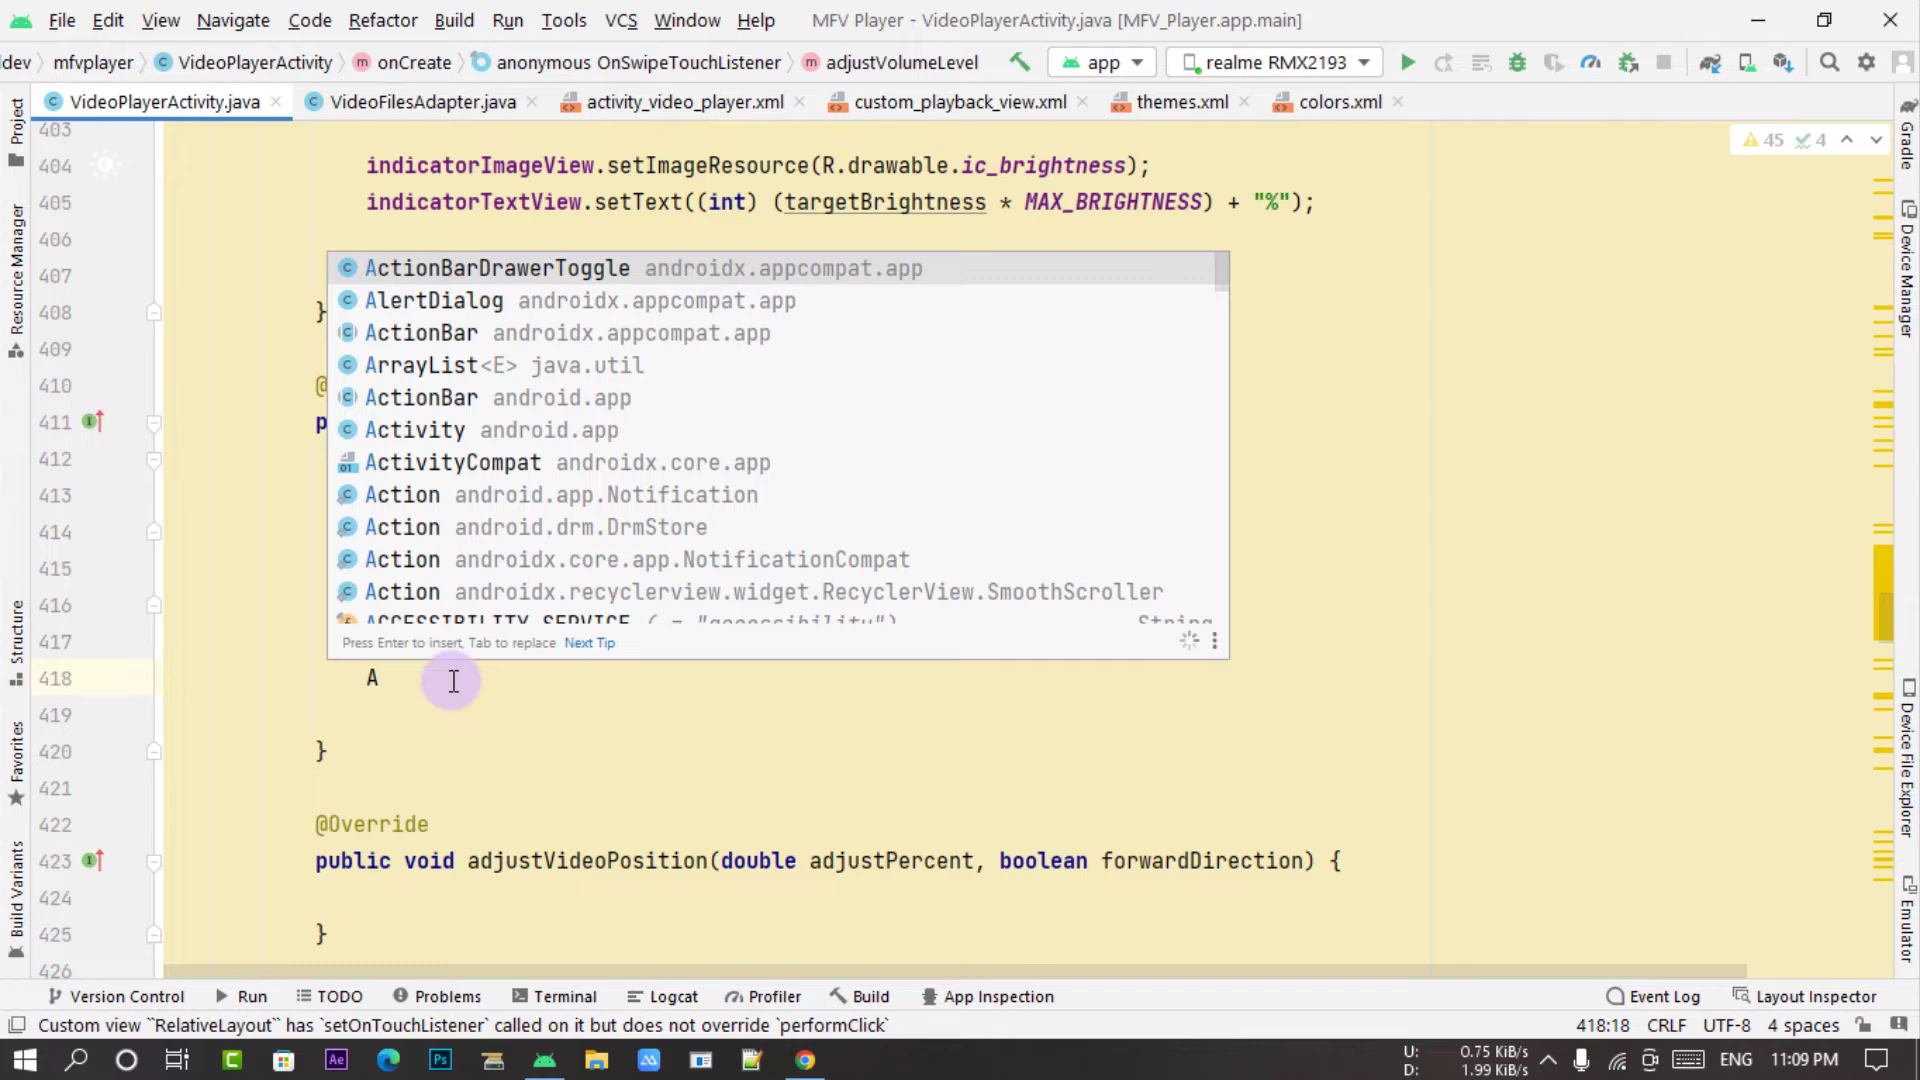 File Edit View Navigate Code Refactor Build Run Tools VCS Window Help MFV Player - VideoPlayerActivity.java [MFV_Player.app.main]
dev mfvplayer VideoPlayerActivity onCreate anonymous OnSwipeTouchListener adjustVolumeLevel app realme RMX2193
VideoPlayerActivity.java VideoFilesAdapter.java activity_video_player.xml custom_playback_view.xml themes.xml colors.xml
Project
Resource Manager
Structure
Favorites
Build Variants
45 4
403
404 indicatorImageView.setImageResource(R.drawable.ic_brightness);
405 indicatorTextView.setText((int) (targetBrightness * MAX_BRIGHTNESS) + "%");
406
407
408 }
409
410 @
411 p
412
413
414
415
416
417
418 A
419
420 }
421
422 @Override
423 public void adjustVideoPosition(double adjustPercent, boolean forwardDirection) {
424
425 }
426
ActionBarDrawerToggle androidx.appcompat.app
AlertDialog androidx.appcompat.app
ActionBar androidx.appcompat.app
ArrayList<E> java.util
ActionBar android.app
Activity android.app
ActivityCompat androidx.core.app
Action android.app.Notification
Action android.drm.DrmStore
Action androidx.core.app.NotificationCompat
Action androidx.recyclerview.widget.RecyclerView.SmoothScroller
ACCESSIBILITY_SERVICE ( = "accessibility") String
Press Enter to insert, Tab to replace Next Tip
Gradle
Device Manager
Device File Explorer
Emulator
Version Control Run TODO Problems Terminal Logcat Profiler Build App Inspection Event Log Layout Inspector
Custom view ``RelativeLayout`` has `setOnTouchListener` called on it but does not override `performClick` 418:18 CRLF UTF-8 4 spaces
U: 0.75 KiB/s
D: 1.99 KiB/s
ENG 11:09 PM